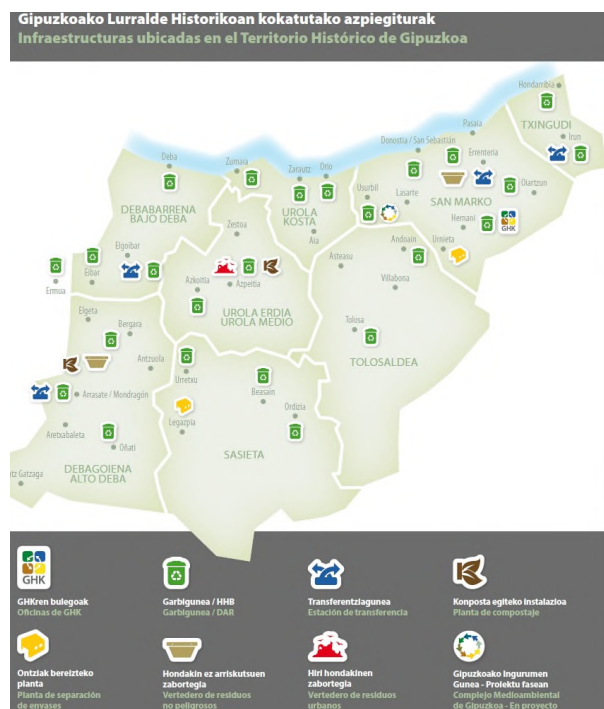 Gipuzkoako Lurralde Historikoan kokatutako azpiegiturak
Infraestructuras ubicadas en el Territorio Histórico de Gipuzkoa
Hondarribia
TXINGUDI
Irun
Pasaia
Donostia / San Sebastián
Errenteria
Deba
Zumaia
Zarautz
Orio
Usurbil
Lasarte
Oiartzun
SAN MARKO
DEBABARRENA
BAJO DEBA
UROLA
KOSTA
Hernani
GHK
Zestoa
Aia
Andoain
Urnieta
Elgoibar
Asteasu
Ermua
Eibar
Azkoitia
Azpeitia
Villabona
UROLA ERDIA
UROLA MEDIO
Elgeta
Bergara
Tolosa
Antzuola
TOLOSALDEA
Urretxu
Beasain
Arrasate / Mondragón
Ordizia
Legazpia
Aretxabaleta
Oñati
SASIETA
DEBAGOIENA
ALTO DEBA
tz Gatzaga
GHK
GHKren bulegoak
Oficinas de GHK
Garbigunea / HHB
Garbigunea / DAR
Transferentziagunea
Estación de transferencia
Konposta egiteko instalazioa
Planta de compostaje
Ontziak bereizteko
planta
Planta de separación
de envases
Hondakin ez arriskutsuen
zabortegia
Vertedero de residuos
no peligrosos
Hiri hondakinen
zabortegia
Vertedero de residuos
urbanos
Gipuzkoako Ingurumen
Gunea - Proiektu fasean
Complejo Medioambental
de Gipuzkoa - En proyecto